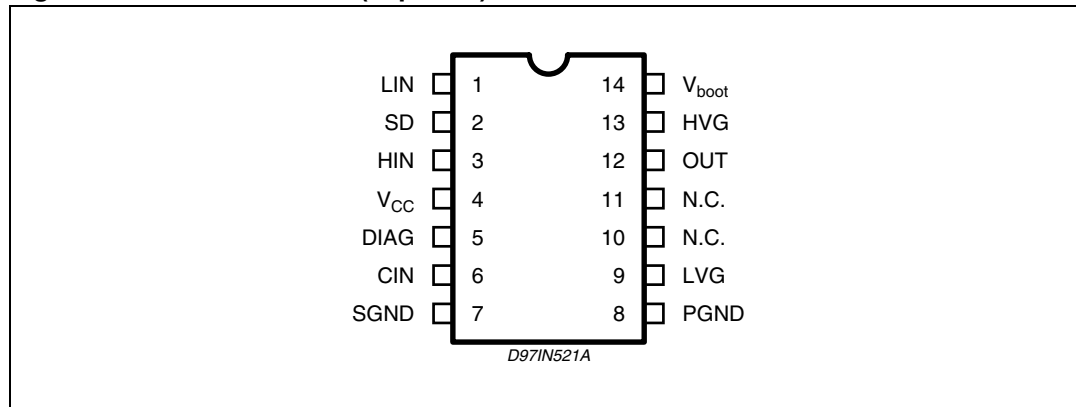 LIN 1 14 Vboot
SD 2 13 HVG
HIN 3 12 OUT
VCC 4 11 N.C.
DIAG 5 10 N.C.
CIN 6 9 LVG
SGND 7 8 PGND
D97IN521A